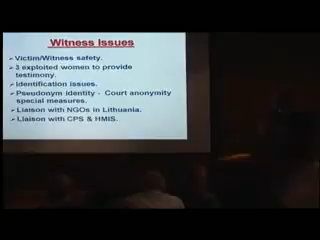 Witness Issues
Victim/Witness safety.
3 exploited women to provide
testimony.
Identification issues.
Pseudonym identity - Court anonymity
special measures.
Liaison with NGOs in Lithuania.
Liaison with CPS & HMIS.